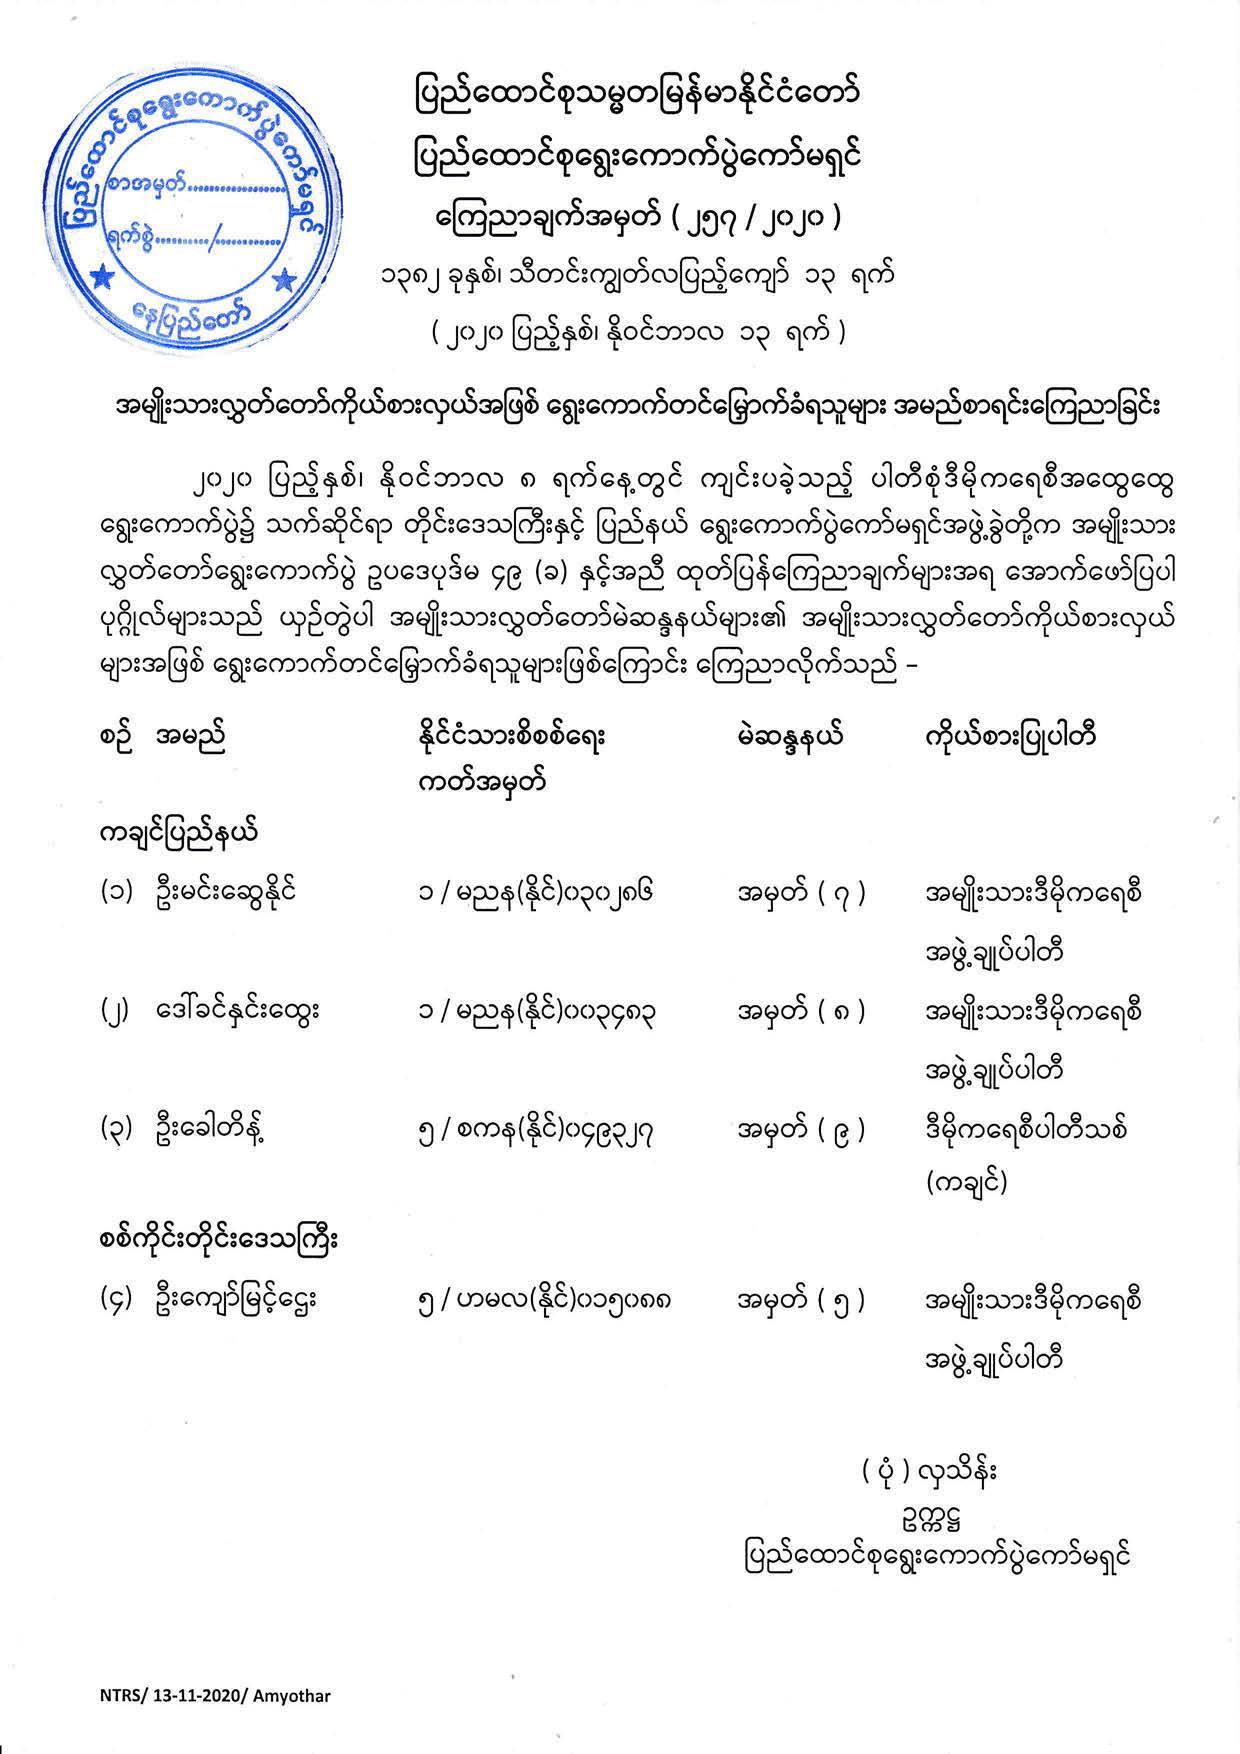 ပြည်ထောင်စုသမ္မတမြန်မာနိုင်ငံတော်
ပြည်ထောင်စုရွေးကောက်ပွဲကော်မရှင်
ကြေညာချက်အမှတ် ( ၂၅၇ / ၂၀၂၀ )
၁၃၈၂ ခုနှစ်၊ သီတင်းကျွတ်လပြည့်ကျော် ၁၃ ရက်
( ၂၀၂၀ ပြည့်နှစ်၊ နိုဝင်ဘာလ ၁၃ ရက် )
ပြည်ထောင်စုရွေးကောက်ပွဲကော်မရှင်
စာအမှတ်....................
ရက်စွဲ........../..............
နေပြည်တော်
အမျိုးသားလွှတ်တော်ကိုယ်စားလှယ်အဖြစ် ရွေးကောက်တင်မြှောက်ခံရသူများ အမည်စာရင်းကြေညာခြင်း
၂၀၂၀ ပြည့်နှစ်၊ နိုဝင်ဘာလ ၈ ရက်နေ့တွင် ကျင်းပခဲ့သည့် ပါတီစုံဒီမိုကရေစီအထွေထွေ
ရွေးကောက်ပွဲ၌ သက်ဆိုင်ရာ တိုင်းဒေသကြီးနှင့် ပြည်နယ် ရွေးကောက်ပွဲကော်မရှင်အဖွဲ့ခွဲတို့က အမျိုးသား
လွှတ်တော်ရွေးကောက်ပွဲ ဥပဒေပုဒ်မ ၄၉ (ခ) နှင့်အညီ ထုတ်ပြန်ကြေညာချက်များအရ အောက်ဖော်ပြပါ
ပုဂ္ဂိုလ်များသည် ယှဉ်တွဲပါ အမျိုးသားလွှတ်တော်မဲဆန္ဒနယ်များ၏ အမျိုးသားလွှတ်တော်ကိုယ်စားလှယ်
များအဖြစ် ရွေးကောက်တင်မြှောက်ခံရသူများဖြစ်ကြောင်း ကြေညာလိုက်သည် –
စဉ် အမည် နိုင်ငံသားစိစစ်ရေး မဲဆန္ဒနယ် ကိုယ်စားပြုပါတီ
ကတ်အမှတ်
ကချင်ပြည်နယ်
(၁) ဦးမင်းဆွေနိုင် ၁ / မညန(နိုင်)၀၃၀၂၈၆ အမှတ် ( ၇ ) အမျိုးသားဒီမိုကရေစီ
အဖွဲ့ချုပ်ပါတီ
(၂) ဒေါ်ခင်နှင်းထွေး ၁ / မညန(နိုင်)၀၀၃၄၈၃ အမှတ် ( ၈ ) အမျိုးသားဒီမိုကရေစီ
အဖွဲ့ချုပ်ပါတီ
(၃) ဦးခေါတိန့် ၅ / စကန(နိုင်)၀၄၉၃၂၇ အမှတ် ( ၉ ) ဒီမိုကရေစီပါတီသစ်
(ကချင်)
စစ်ကိုင်းတိုင်းဒေသကြီး
(၄) ဦးကျော်မြင့်ဌေး ၅ / ဟမလ(နိုင်)၀၁၅၀၈၈ အမှတ် ( ၅ ) အမျိုးသားဒီမိုကရေစီ
အဖွဲ့ချုပ်ပါတီ
( ပုံ ) လှသိန်း
ဥက္ကဋ္ဌ
ပြည်ထောင်စုရွေးကောက်ပွဲကော်မရှင်
NTRS/ 13-11-2020/ Amyothar